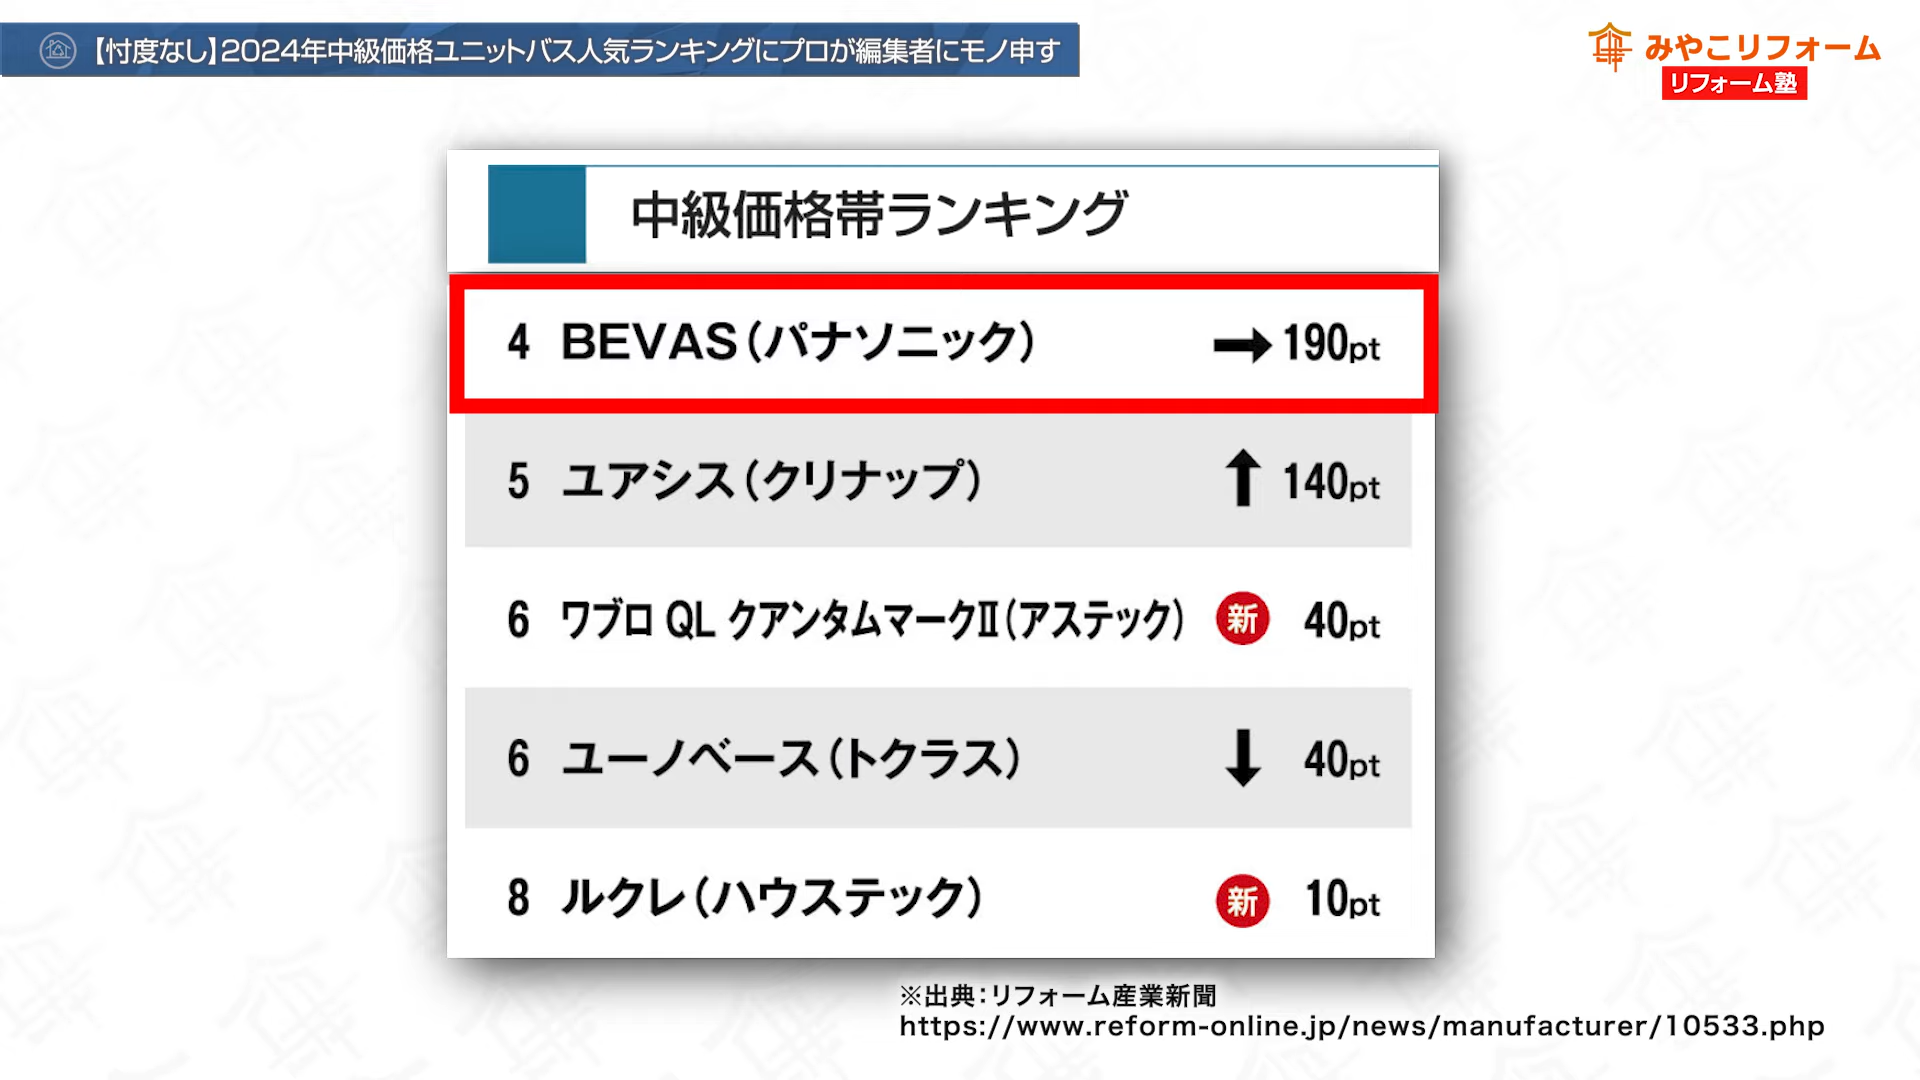 【忖度なし】2024年中級価格ユニットバス人気ランキングにプロが編集者にモノ申す
みやこリフォーム
リフォーム塾
中級価格帯ランキング
4 BEVAS（パナソニック） → 190pt
5 ユアシス（クリナップ） ↑ 140pt
6 ワブロ QL クアンタムマークⅡ（アステック） 新 40pt
6 ユーノベース（トクラス） ↓ 40pt
8 ルクレ（ハウステック） 新 10pt
※出典：リフォーム産業新聞
https://www.reform-online.jp/news/manufacturer/10533.php